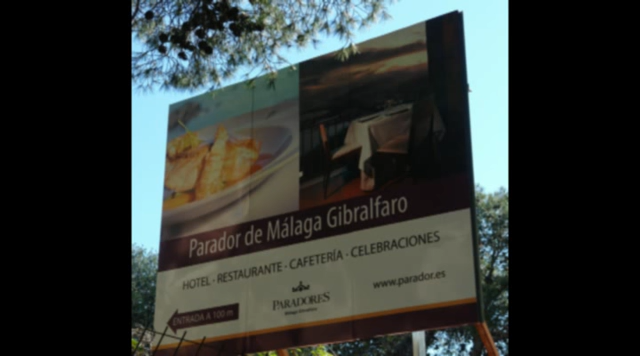 Parador de Málaga Gibralfaro
HOTEL - RESTAURANTE - CAFETERÍA - CELEBRACIONES
PARADORES
www.parador.es
ENTRADA A 100 m